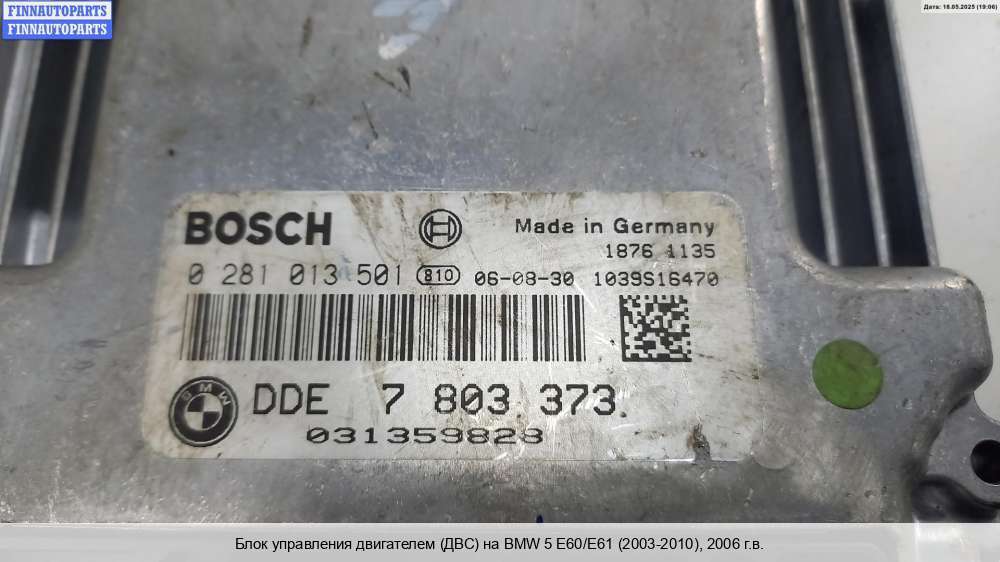 FINNAUTOPARTS
FINNAUTOPARTS
Дата: 18.05.2025 (19:06)
BOSCH
Made in Germany
1876 1135
0 281 013 501 810 06-08-30 1039S16470
BMW
DDE 7 803 373
031359828
Блок управления двигателем (ДВС) на BMW 5 E60/E61 (2003-2010), 2006 г.в.